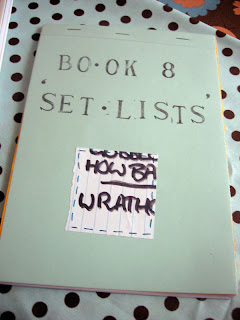 BO·OK 8
'SET·LISTS'
HOW BA
WRATH